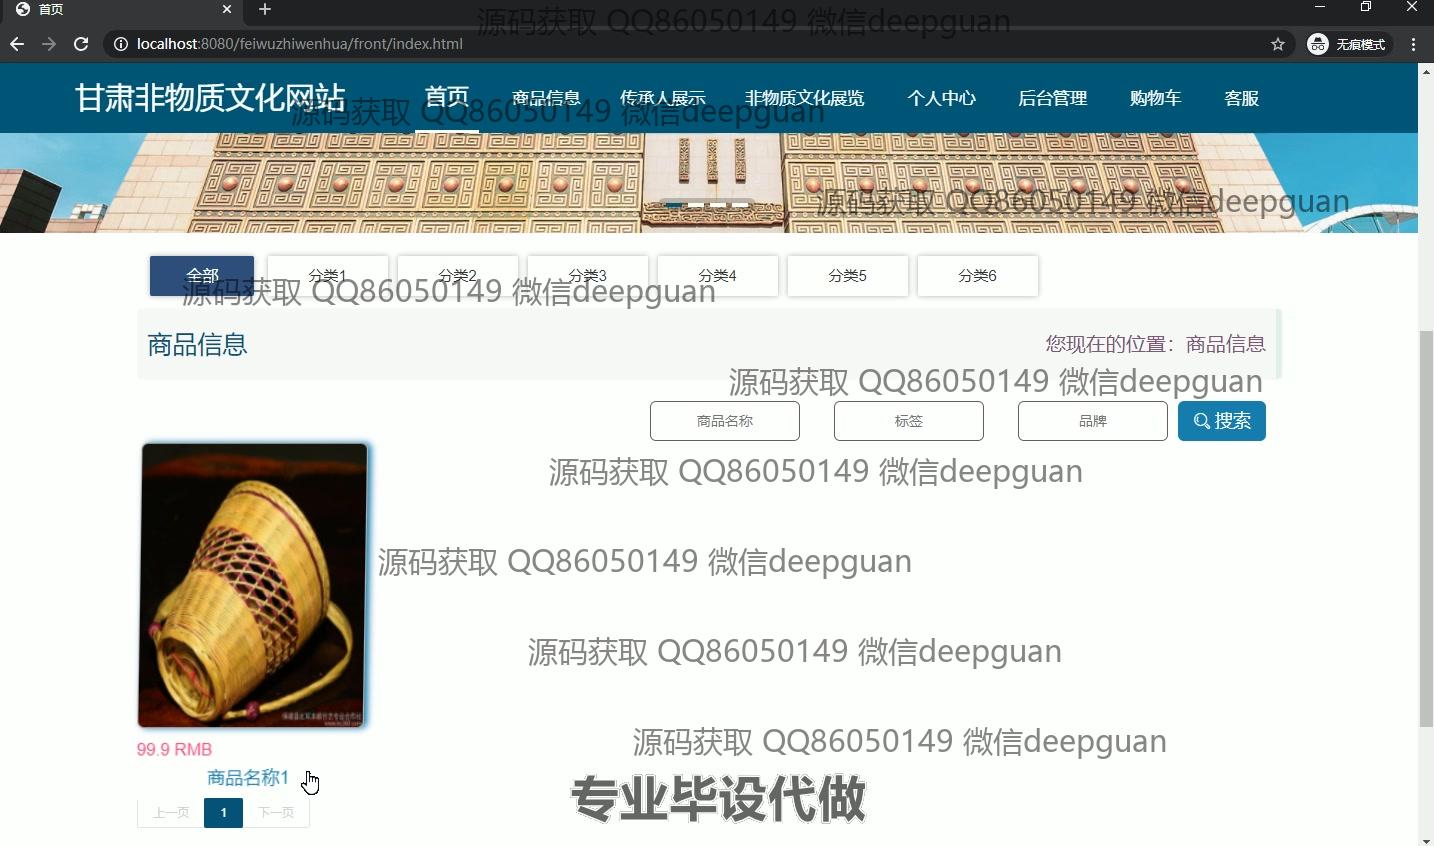 首页
源码获取 QQ86050149 微信deepguan
localhost:8080/feiwuzhiwenhua/front/index.html
无痕模式
甘肃非物质文化网站
首页
商品信息
传承人展示
非物质文化展览
个人中心
后台管理
购物车
客服
源码获取 QQ86050149 微信deepguan
源码获取 QQ86050149 微信deepguan
全部
分类1
分类2
分类3
分类4
分类5
分类6
源码获取 QQ86050149 微信deepguan
商品信息
您现在的位置：商品信息
源码获取 QQ86050149 微信deepguan
商品名称
标签
品牌
搜索
源码获取 QQ86050149 微信deepguan
源码获取 QQ86050149 微信deepguan
源码获取 QQ86050149 微信deepguan
源码获取 QQ86050149 微信deepguan
99.9 RMB
商品名称1
专业毕设代做
上一页
1
下一页